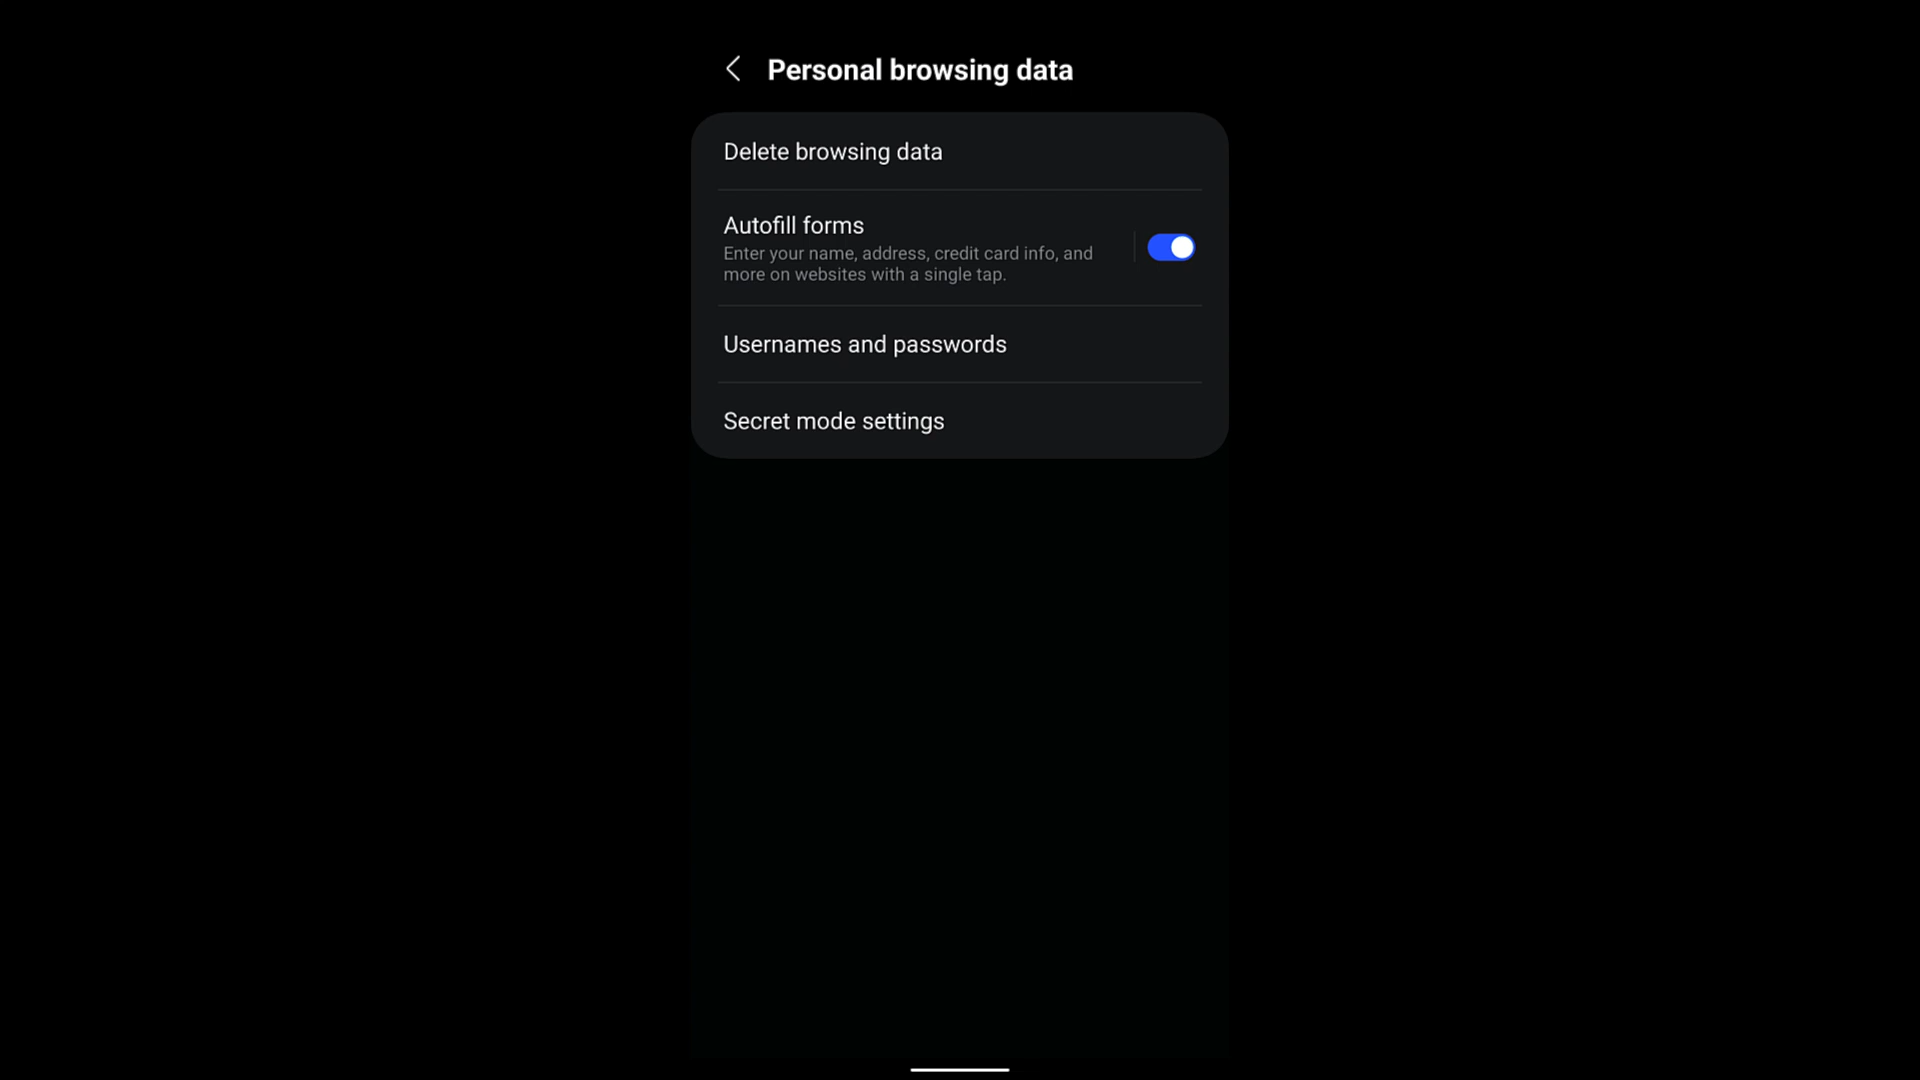 Personal browsing data
Delete browsing data
Autofill forms
Enter your name, address, credit card info, and
more on websites with a single tap.
Usernames and passwords
Secret mode settings